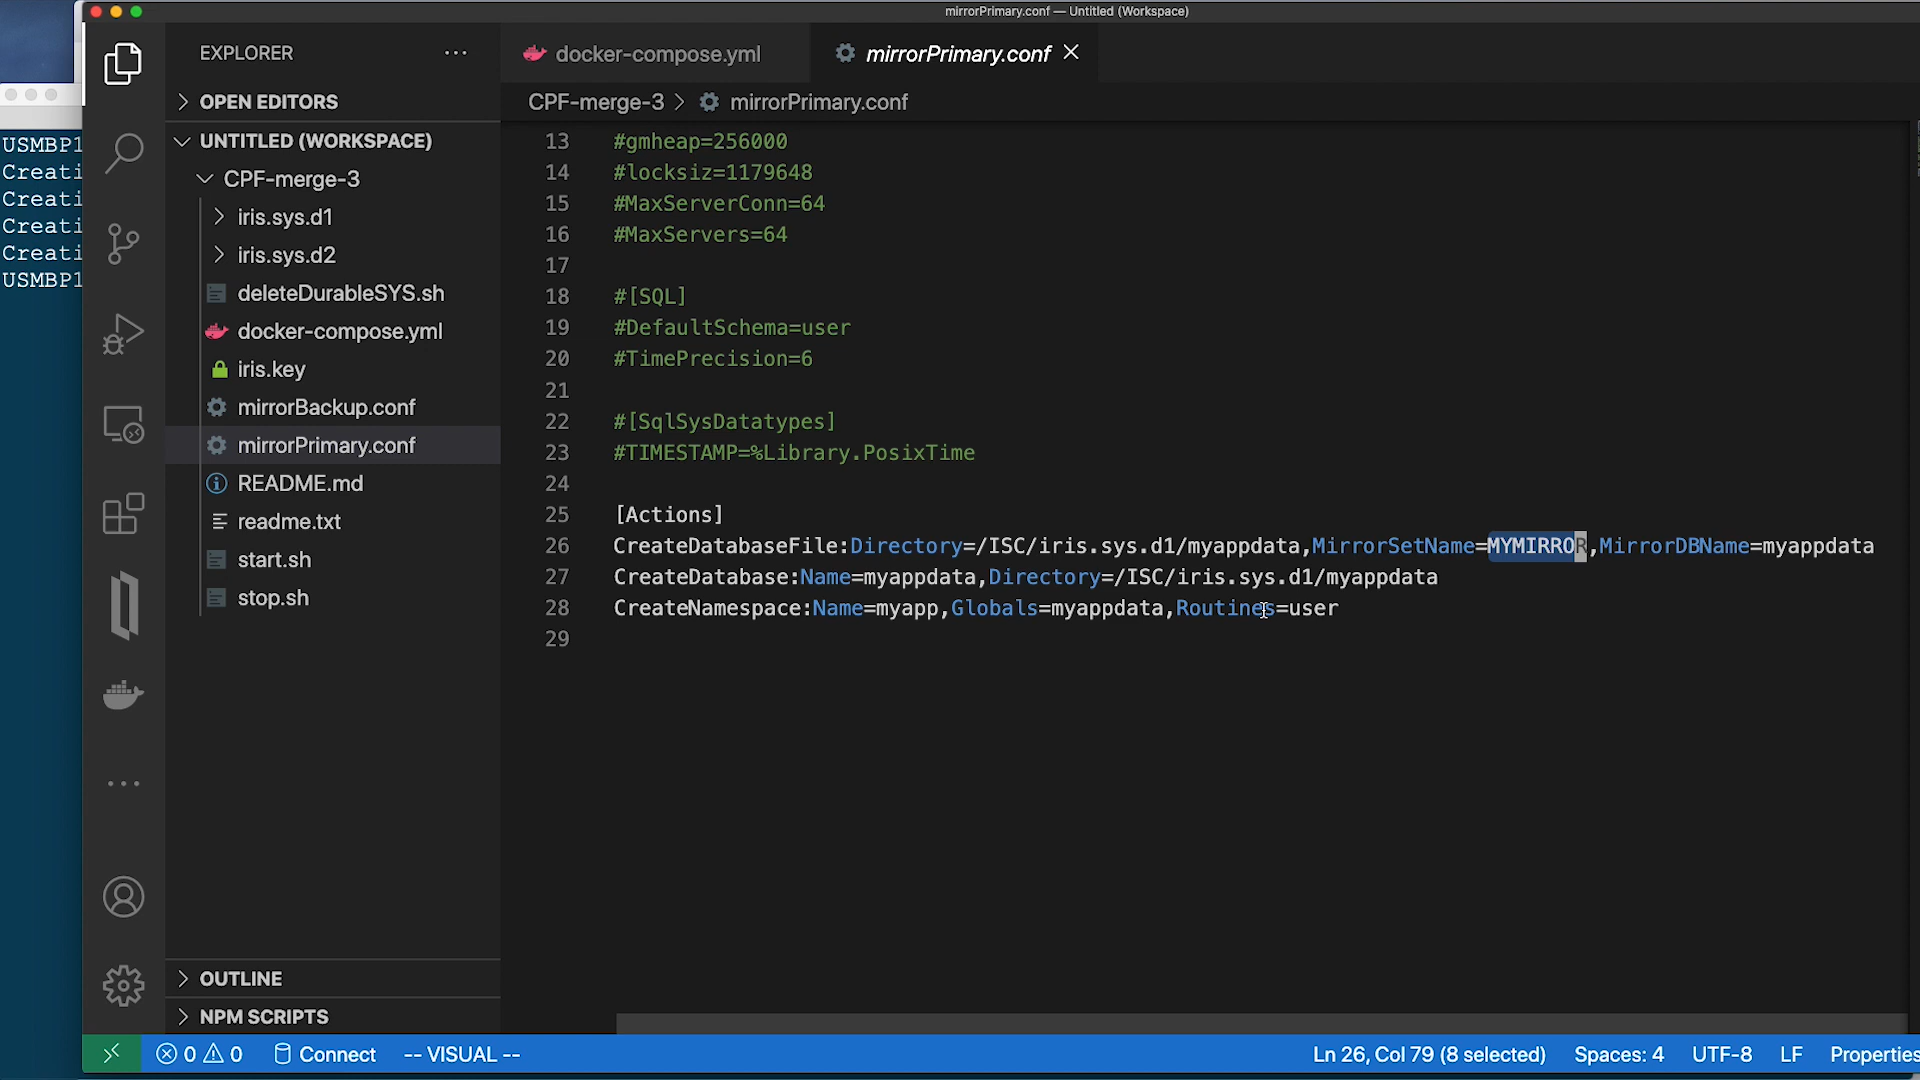 mirrorPrimary.conf — Untitled (Workspace)
EXPLORER
docker-compose.yml
mirrorPrimary.conf
OPEN EDITORS
CPF-merge-3 > mirrorPrimary.conf
UNTITLED (WORKSPACE)
CPF-merge-3
iris.sys.d1
iris.sys.d2
deleteDurableSYS.sh
docker-compose.yml
iris.key
mirrorBackup.conf
mirrorPrimary.conf
README.md
readme.txt
start.sh
stop.sh
OUTLINE
NPM SCRIPTS
USMBP1
Creati
Creati
Creati
Creati
USMBP1
13 #gmheap=256000
14 #locksiz=1179648
15 #MaxServerConn=64
16 #MaxServers=64
17
18 #[SQL]
19 #DefaultSchema=user
20 #TimePrecision=6
21
22 #[SqlSysDatatypes]
23 #TIMESTAMP=%Library.PosixTime
24
25 [Actions]
26 CreateDatabaseFile:Directory=/ISC/iris.sys.d1/myappdata,MirrorSetName=MYMIRROR,MirrorDBName=myappdata
27 CreateDatabase:Name=myappdata,Directory=/ISC/iris.sys.d1/myappdata
28 CreateNamespace:Name=myapp,Globals=myappdata,Routines=user
29
0 0 Connect -- VISUAL -- Ln 26, Col 79 (8 selected) Spaces: 4 UTF-8 LF Properties